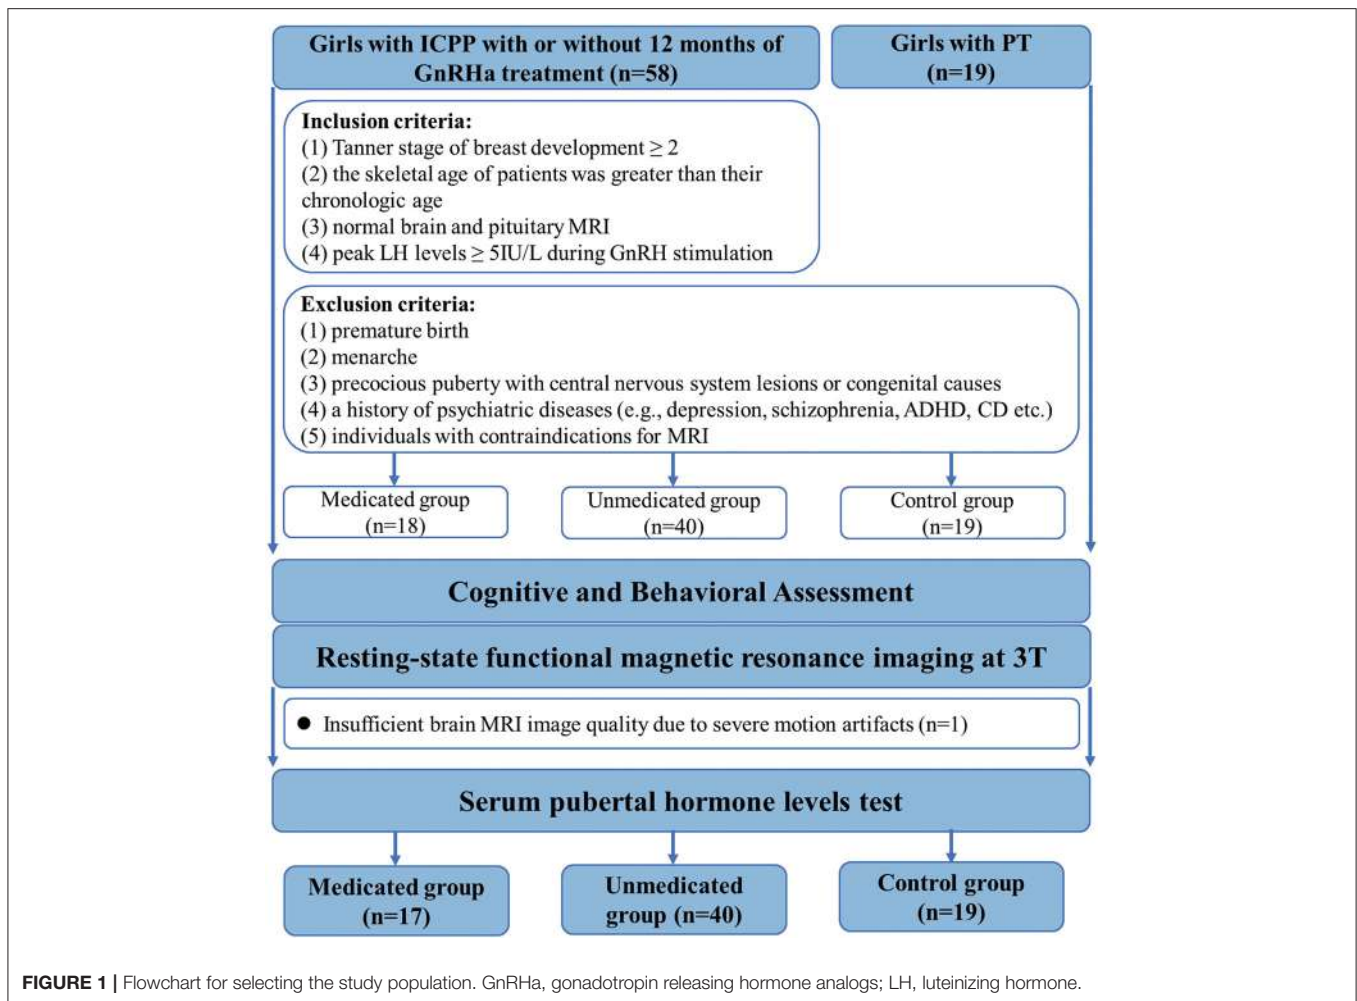 Girls with ICPP with or without 12 months of
GnRHa treatment (n=58)
Girls with PT
(n=19)
Inclusion criteria:
(1) Tanner stage of breast development ≥ 2
(2) the skeletal age of patients was greater than their
chronologic age
(3) normal brain and pituitary MRI
(4) peak LH levels ≥ 5IU/L during GnRH stimulation
Exclusion criteria:
(1) premature birth
(2) menarche
(3) precocious puberty with central nervous system lesions or congenital causes
(4) a history of psychiatric diseases (e.g., depression, schizophrenia, ADHD, CD etc.)
(5) individuals with contraindications for MRI
Medicated group
(n=18)
Unmedicated group
(n=40)
Control group
(n=19)
Cognitive and Behavioral Assessment
Resting-state functional magnetic resonance imaging at 3T
● Insufficient brain MRI image quality due to severe motion artifacts (n=1)
Serum pubertal hormone levels test
Medicated group
(n=17)
Unmedicated
group (n=40)
Control group
(n=19)
FIGURE 1 | Flowchart for selecting the study population. GnRHa, gonadotropin releasing hormone analogs; LH, luteinizing hormone.